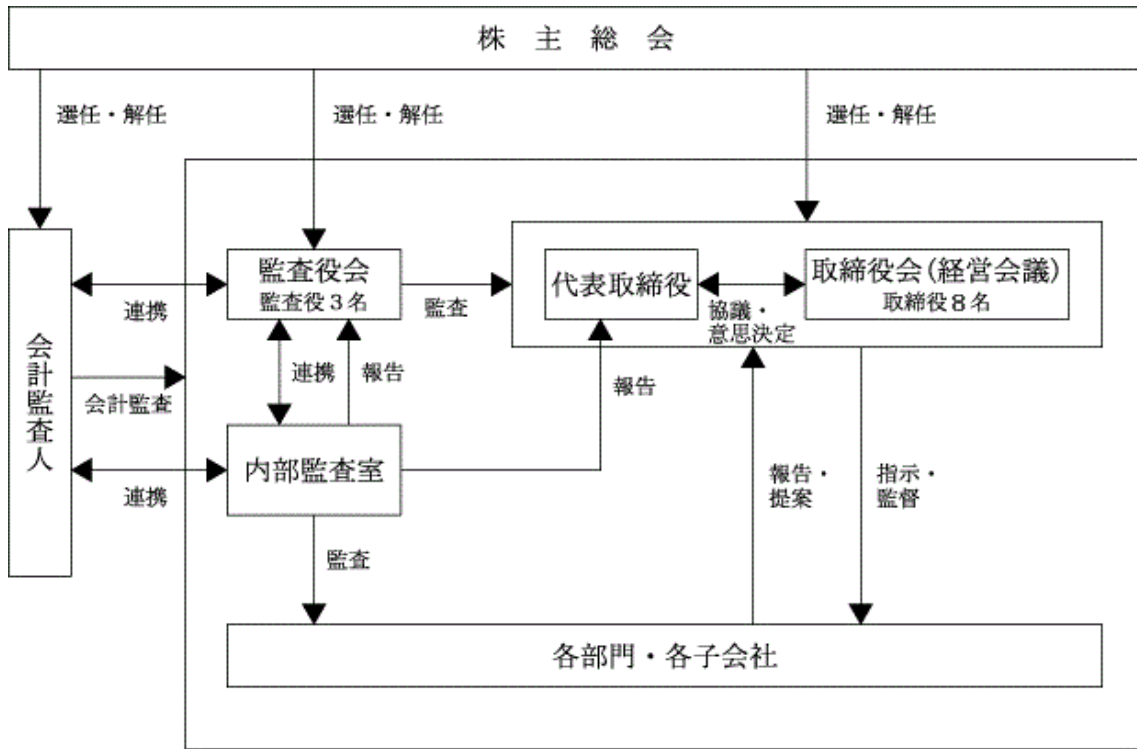 株主総会
選任・解任
選任・解任
選任・解任
監査役会
監査役３名
監査
代表取締役
取締役会（経営会議）
取締役８名
協議・
意思決定
連携
会計監査人
会計監査
連携
報告
報告
内部監査室
連携
報告・
提案
指示・
監督
監査
各部門・各子会社